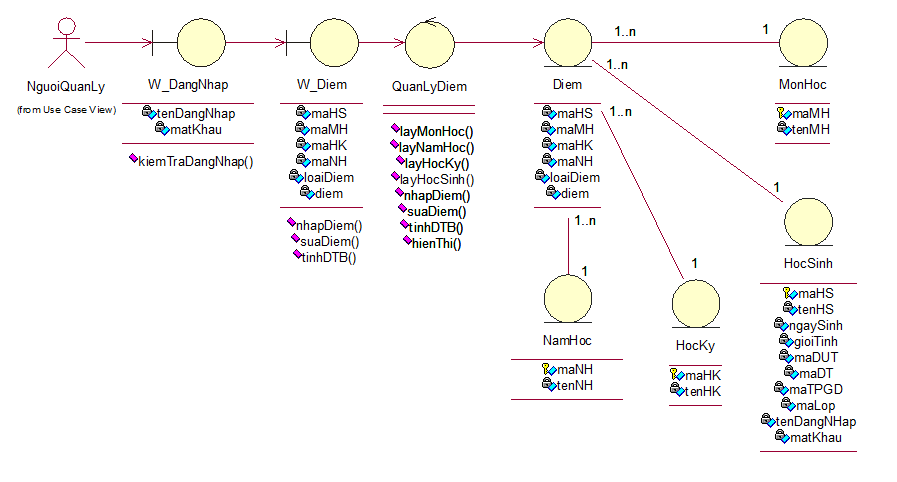 NguoiQuanLy
(from Use Case View)
W_DangNhap
tenDangNhap
matKhau
kiemTraDangNhap()
W_Diem
maHS
maMH
maHK
maNH
loaiDiem
diem
nhapDiem()
suaDiem()
tinhDTB()
QuanLyDiem
layMonHoc()
layNamHoc()
layHocKy()
layHocSinh()
nhapDiem()
suaDiem()
tinhDTB()
hienThi()
Diem
maHS
maMH
maHK
maNH
loaiDiem
diem
1..n
1
1..n
1
1..n
1
1..n
1
MonHoc
maMH
tenMH
HocSinh
maHS
tenHS
ngaySinh
gioiTinh
maDUT
maDT
maTPGD
maLop
tenDangNHap
matKhau
NamHoc
maNH
tenNH
HocKy
maHK
tenHK